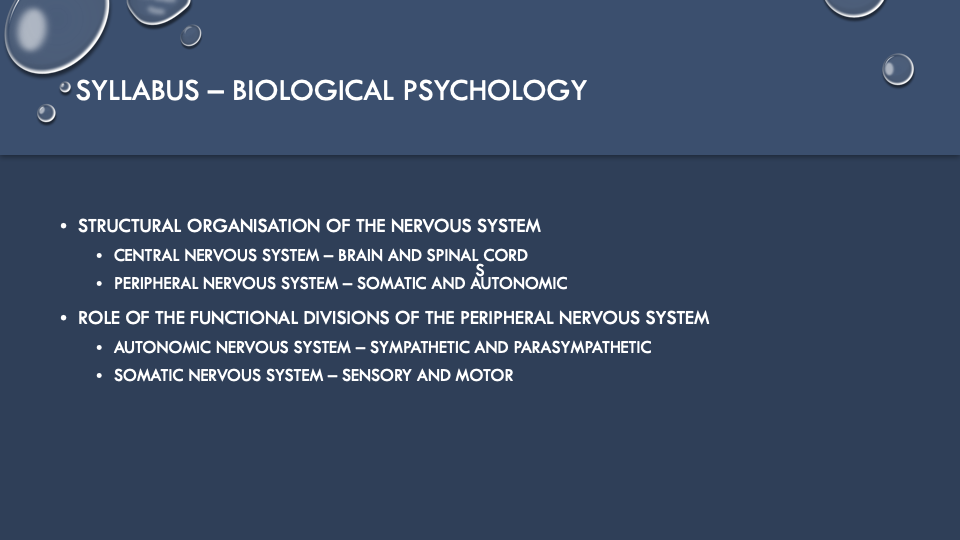 SYLLABUS – BIOLOGICAL PSYCHOLOGY
• STRUCTURAL ORGANISATION OF THE NERVOUS SYSTEM
• CENTRAL NERVOUS SYSTEM – BRAIN AND SPINAL CORD
S
• PERIPHERAL NERVOUS SYSTEM – SOMATIC AND AUTONOMIC
• ROLE OF THE FUNCTIONAL DIVISIONS OF THE PERIPHERAL NERVOUS SYSTEM
• AUTONOMIC NERVOUS SYSTEM – SYMPATHETIC AND PARASYMPATHETIC
• SOMATIC NERVOUS SYSTEM – SENSORY AND MOTOR